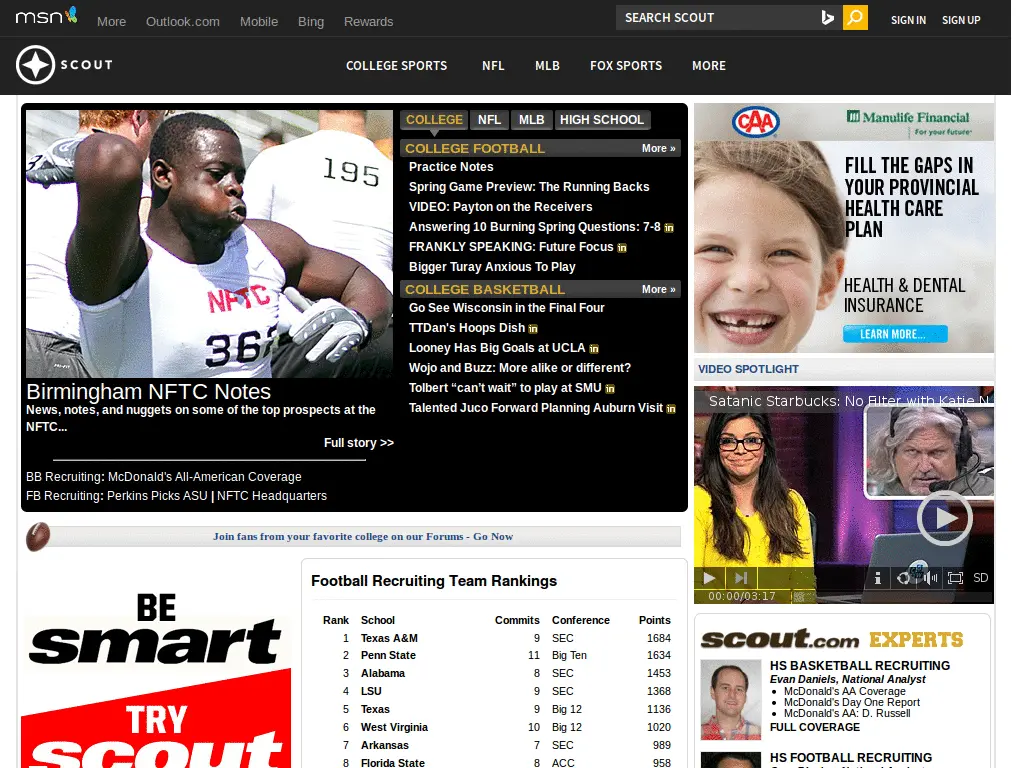 msn
More
Outlook.com
Mobile
Bing
Rewards
SEARCH SCOUT
SIGN IN
SIGN UP
SCOUT
COLLEGE SPORTS
NFL
MLB
FOX SPORTS
MORE
195
NFTC
362
Birmingham NFTC Notes
News, notes, and nuggets on some of the top prospects at the
NFTC...
Full story >>
BB Recruiting: McDonald's All-American Coverage
FB Recruiting: Perkins Picks ASU | NFTC Headquarters
COLLEGE
NFL
MLB
HIGH SCHOOL
COLLEGE FOOTBALL
More »
Practice Notes
Spring Game Preview: The Running Backs
VIDEO: Payton on the Receivers
Answering 10 Burning Spring Questions: 7-8 in
FRANKLY SPEAKING: Future Focus in
Bigger Turay Anxious To Play
COLLEGE BASKETBALL
More »
Go See Wisconsin in the Final Four
TTDan's Hoops Dish in
Looney Has Big Goals at UCLA in
Wojo and Buzz: More alike or different?
Tolbert “can’t wait” to play at SMU in
Talented Juco Forward Planning Auburn Visit in
CAA
Manulife Financial
For your future
FILL THE GAPS IN
YOUR PROVINCIAL
HEALTH CARE
PLAN
HEALTH & DENTAL
INSURANCE
LEARN MORE...
VIDEO SPOTLIGHT
Satanic Starbucks: No Filter with Katie N
SD
00:00/03:17
Join fans from your favorite college on our Forums - Go Now
BE
smart
TRY
scout
Football Recruiting Team Rankings
Rank School Commits Conference Points
1 Texas A&M 9 SEC 1684
2 Penn State 11 Big Ten 1634
3 Alabama 8 SEC 1453
4 LSU 9 SEC 1368
5 Texas 9 Big 12 1136
6 West Virginia 10 Big 12 1020
7 Arkansas 7 SEC 989
8 Florida State 8 ACC 958
scout.com EXPERTS
HS BASKETBALL RECRUITING
Evan Daniels, National Analyst
• McDonald's AA Coverage
• McDonald's Day One Report
• McDonald's AA: D. Russell
FULL COVERAGE
HS FOOTBALL RECRUITING